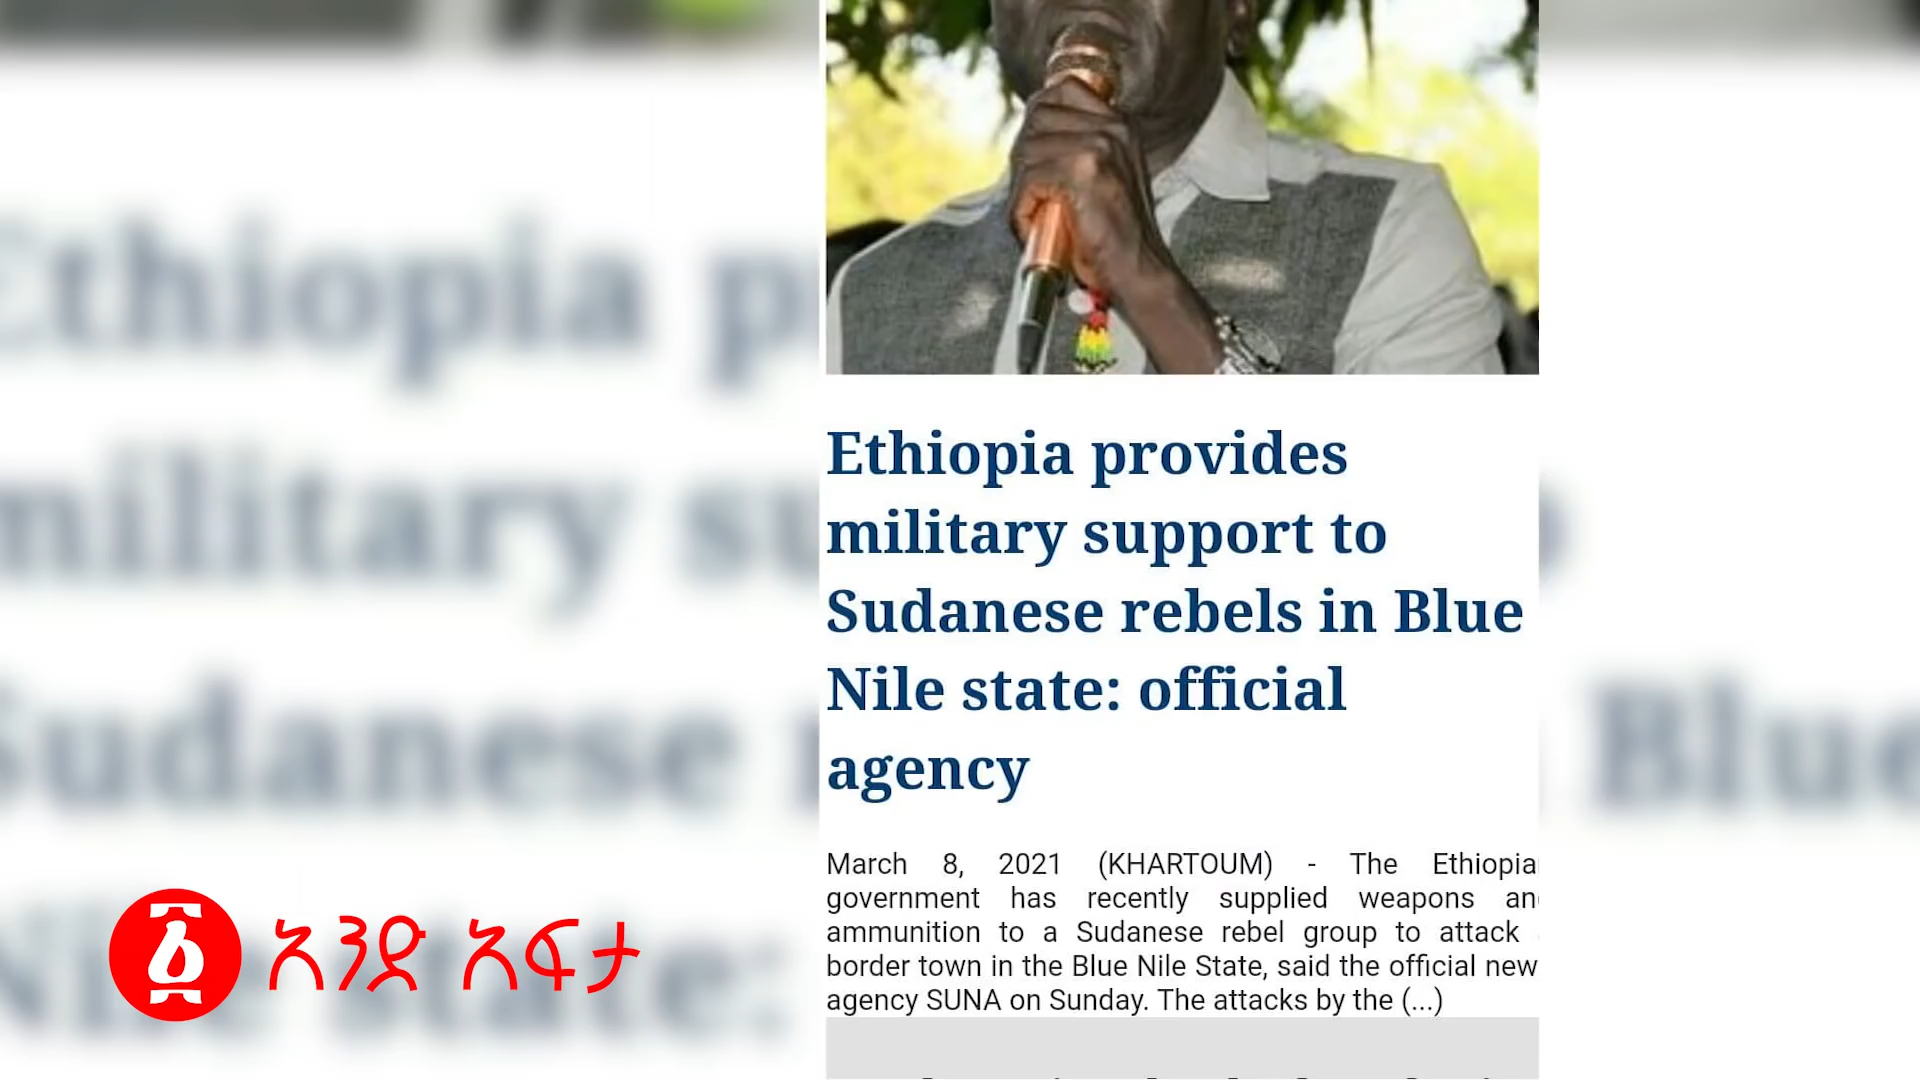 Ethiopia provides
military support to
Sudanese rebels in Blue
Nile state: official
agency
March 8, 2021 (KHARTOUM) - The Ethiopia
government has recently supplied weapons an
ammunition to a Sudanese rebel group to attack
border town in the Blue Nile State, said the official new
agency SUNA on Sunday. The attacks by the (...)
አንድ አፍታ